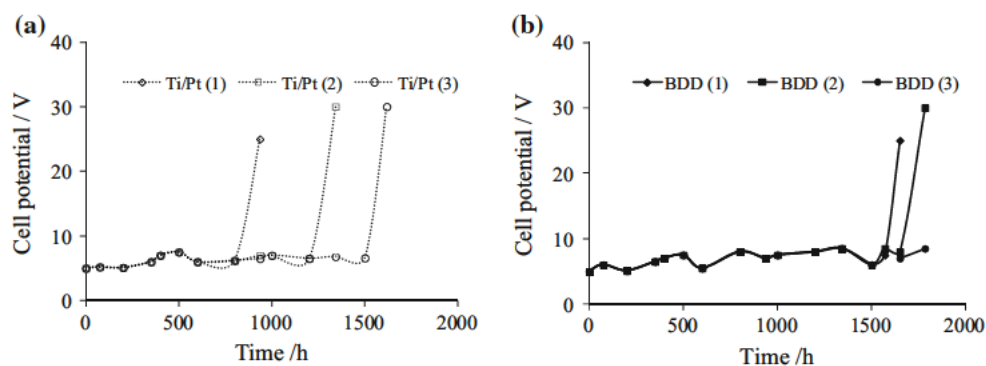 (a)
40
30
20
10
0
Cell potential / V
Ti/Pt (1) Ti/Pt (2) Ti/Pt (3)
0 500 1000 1500 2000
Time /h
(b)
40
30
20
10
0
Cell potential / V
BDD (1) BDD (2) BDD (3)
0 500 1000 1500 2000
Time /h